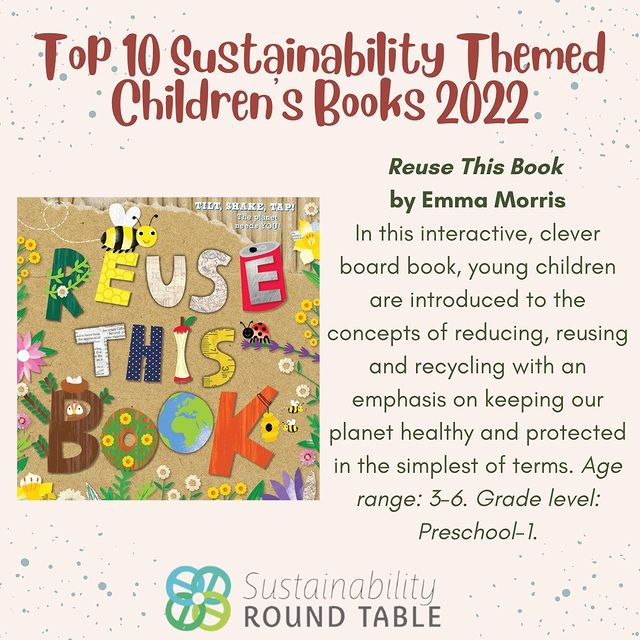 Top 10 Sustainability Themed
Children's Books 2022
Reuse This Book
by Emma Morris
In this interactive, clever
board book, young children
are introduced to the
concepts of reducing, reusing
and recycling with an
emphasis on keeping our
planet healthy and protected
in the simplest of terms. Age
range: 3-6. Grade level:
Preschool-1.
TILT, SHAKE, TAP!
The planet
needs YOU!
REUSE
THIS
BOOK
Sustainability
ROUND TABLE